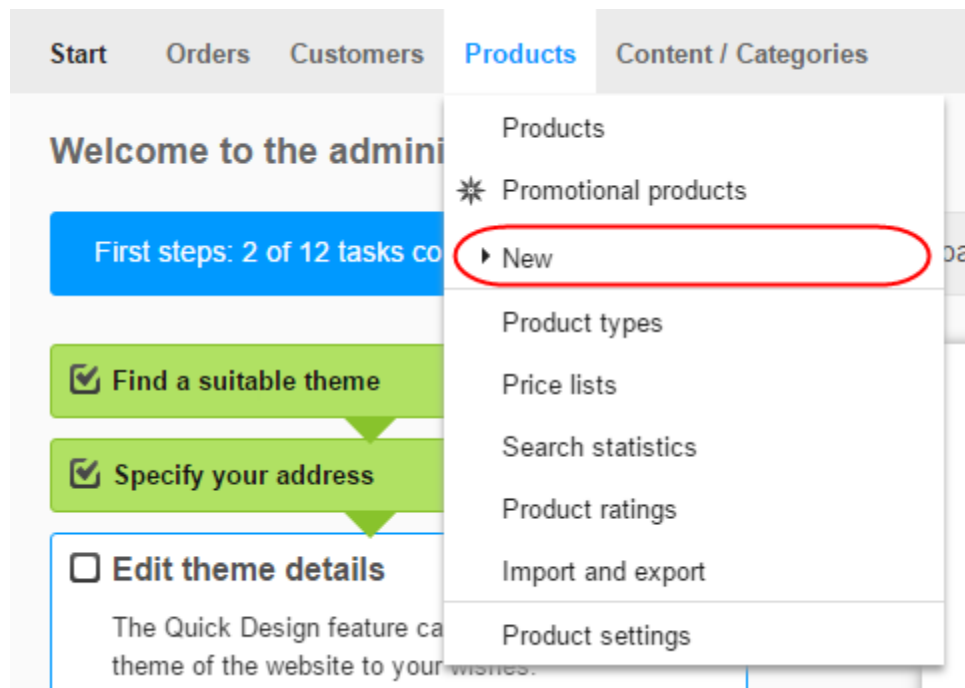 Start Orders Customers Products Content / Categories
Welcome to the admini
First steps: 2 of 12 tasks co
Find a suitable theme
Specify your address
Edit theme details
The Quick Design feature ca
theme of the website to your wishes.
Products
Promotional products
New
Product types
Price lists
Search statistics
Product ratings
Import and export
Product settings